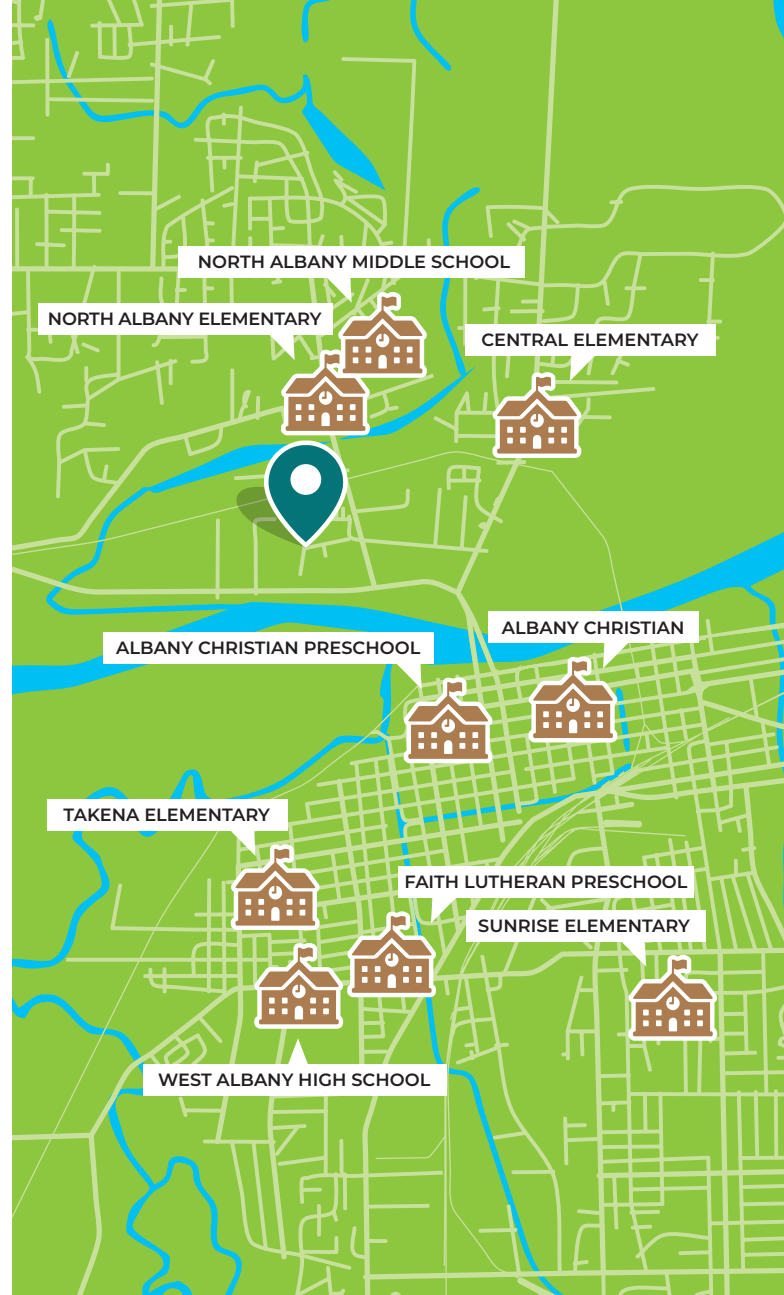 NORTH ALBANY MIDDLE SCHOOL
NORTH ALBANY ELEMENTARY
CENTRAL ELEMENTARY
ALBANY CHRISTIAN
ALBANY CHRISTIAN PRESCHOOL
TAKENA ELEMENTARY
FAITH LUTHERAN PRESCHOOL
SUNRISE ELEMENTARY
WEST ALBANY HIGH SCHOOL